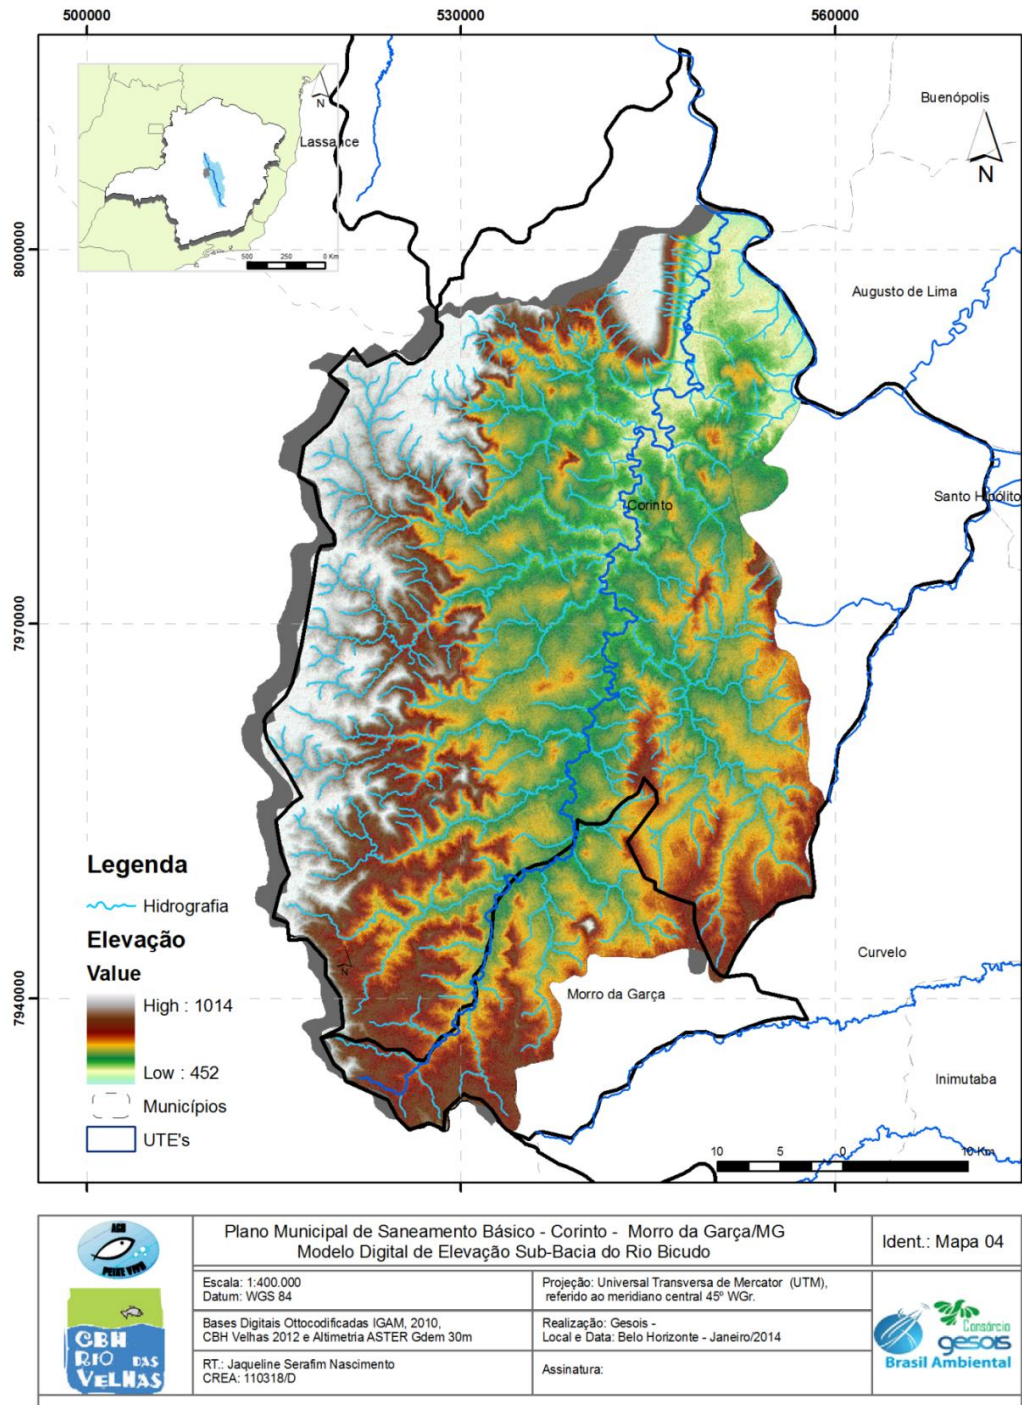 500000
530000
560000
Buenópolis
N
Lassance
N
500 250 0 Km
8000000
Augusto de Lima
Santo Hipólito
Corinto
7970000
Legenda
Hidrografia
Elevação
Value
High : 1014
Low : 452
Municípios
UTE's
N
Curvelo
Morro da Garça
7940000
Inimutaba
10 5 0 10 Km
AGB
PEIXE VIVO
CBH
RIO DAS
VELHAS
Plano Municipal de Saneamento Básico - Corinto - Morro da Garça/MG
Modelo Digital de Elevação Sub-Bacia do Rio Bicudo
Ident.: Mapa 04
Escala: 1:400.000
Datum: WGS 84
Projeção: Universal Transversa de Mercator (UTM),
referido ao meridiano central 45º WGr.
Bases Digitais Ottocodificadas IGAM, 2010,
CBH Velhas 2012 e Altimetria ASTER Gdem 30m
Realização: Gesois -
Local e Data: Belo Horizonte - Janeiro/2014
RT.: Jaqueline Serafim Nascimento
CREA: 110318/D
Assinatura:
Consórcio
gesois
Brasil Ambiental